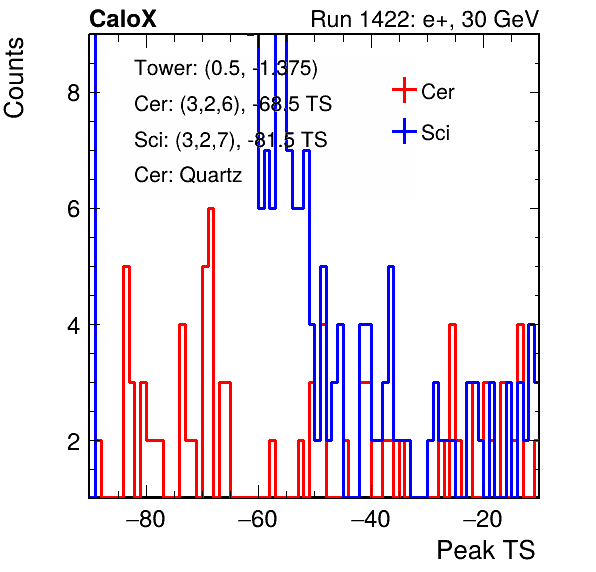 CaloX Run 1422: e+, 30 GeV
Counts
Tower: (0.5, -1.375)
Cer: (3,2,6), -68.5 TS
Sci: (3,2,7), -81.5 TS
Cer: Quartz
Cer
Sci
8
6
4
2
−80 −60 −40 −20
Peak TS